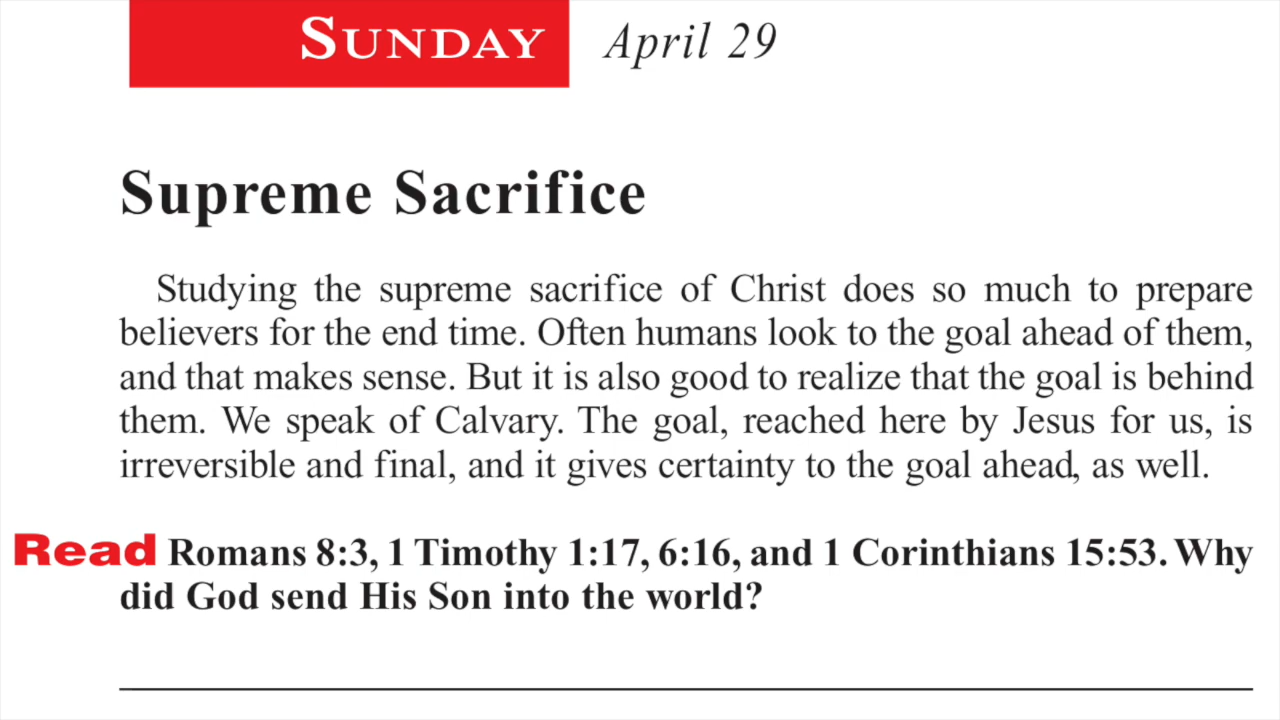 SUNDAY April 29
Supreme Sacrifice
Studying the supreme sacrifice of Christ does so much to prepare
believers for the end time. Often humans look to the goal ahead of them,
and that makes sense. But it is also good to realize that the goal is behind
them. We speak of Calvary. The goal, reached here by Jesus for us, is
irreversible and final, and it gives certainty to the goal ahead, as well.
Read Romans 8:3, 1 Timothy 1:17, 6:16, and 1 Corinthians 15:53. Why
did God send His Son into the world?